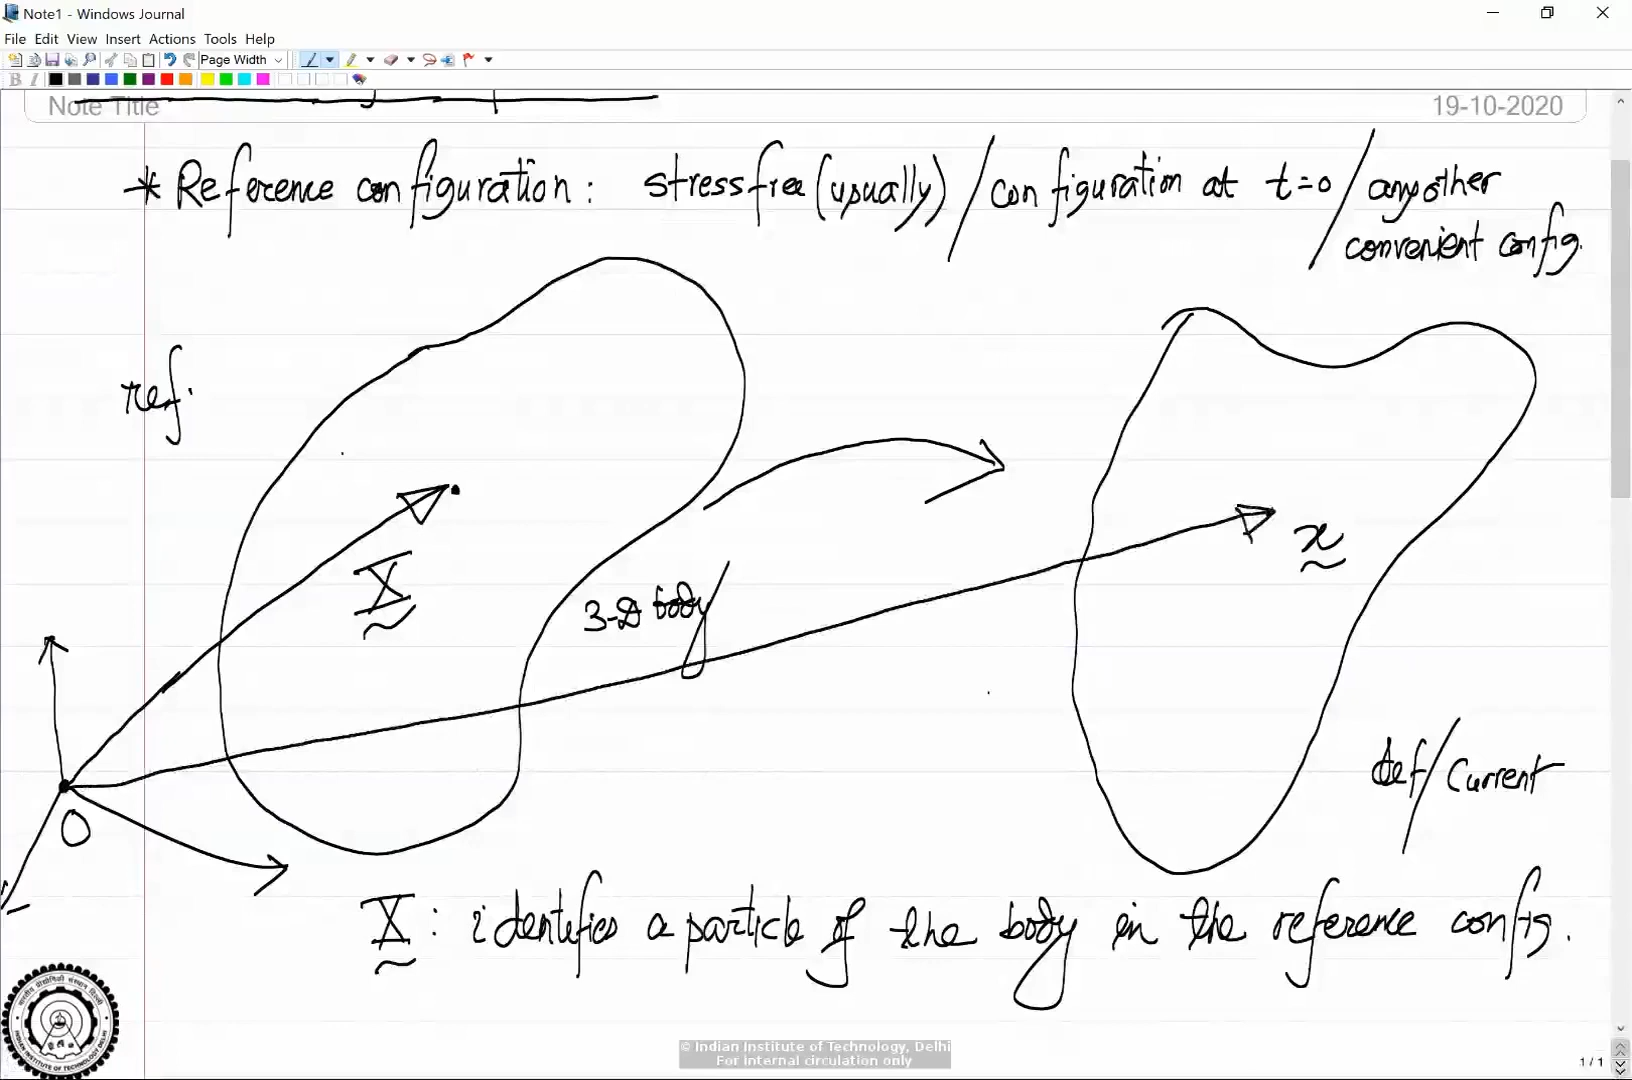 Note1 - Windows Journal
File Edit View Insert Actions Tools Help
Page Width
B I
Note Title
19-10-2020
* Reference configuration: stressfree (usually) / configuration at t=0 / any other
convenient config.
ref.
X
x
3-D body
O
def/Current
X: identifies a particle of the body in the reference config.
© Indian Institute of Technology, Delhi
For internal circulation only
1 / 1